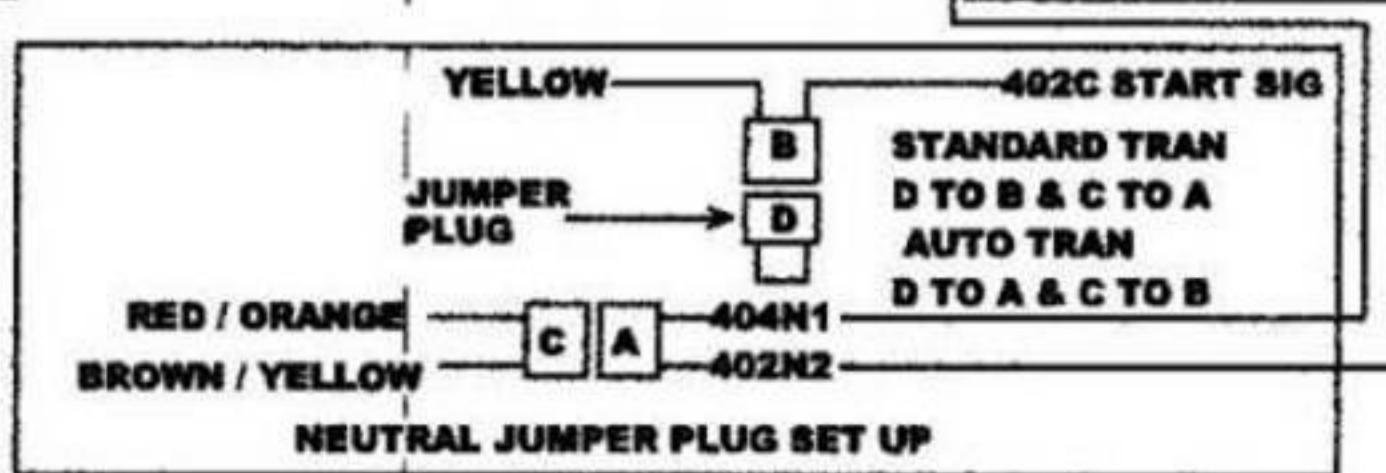 YELLOW
402C START SIG
B
STANDARD TRAN
D TO B & C TO A
AUTO TRAN
D TO A & C TO B
JUMPER
PLUG
D
RED / ORANGE
C
A
404N1
BROWN / YELLOW
402N2
NEUTRAL JUMPER PLUG SET UP